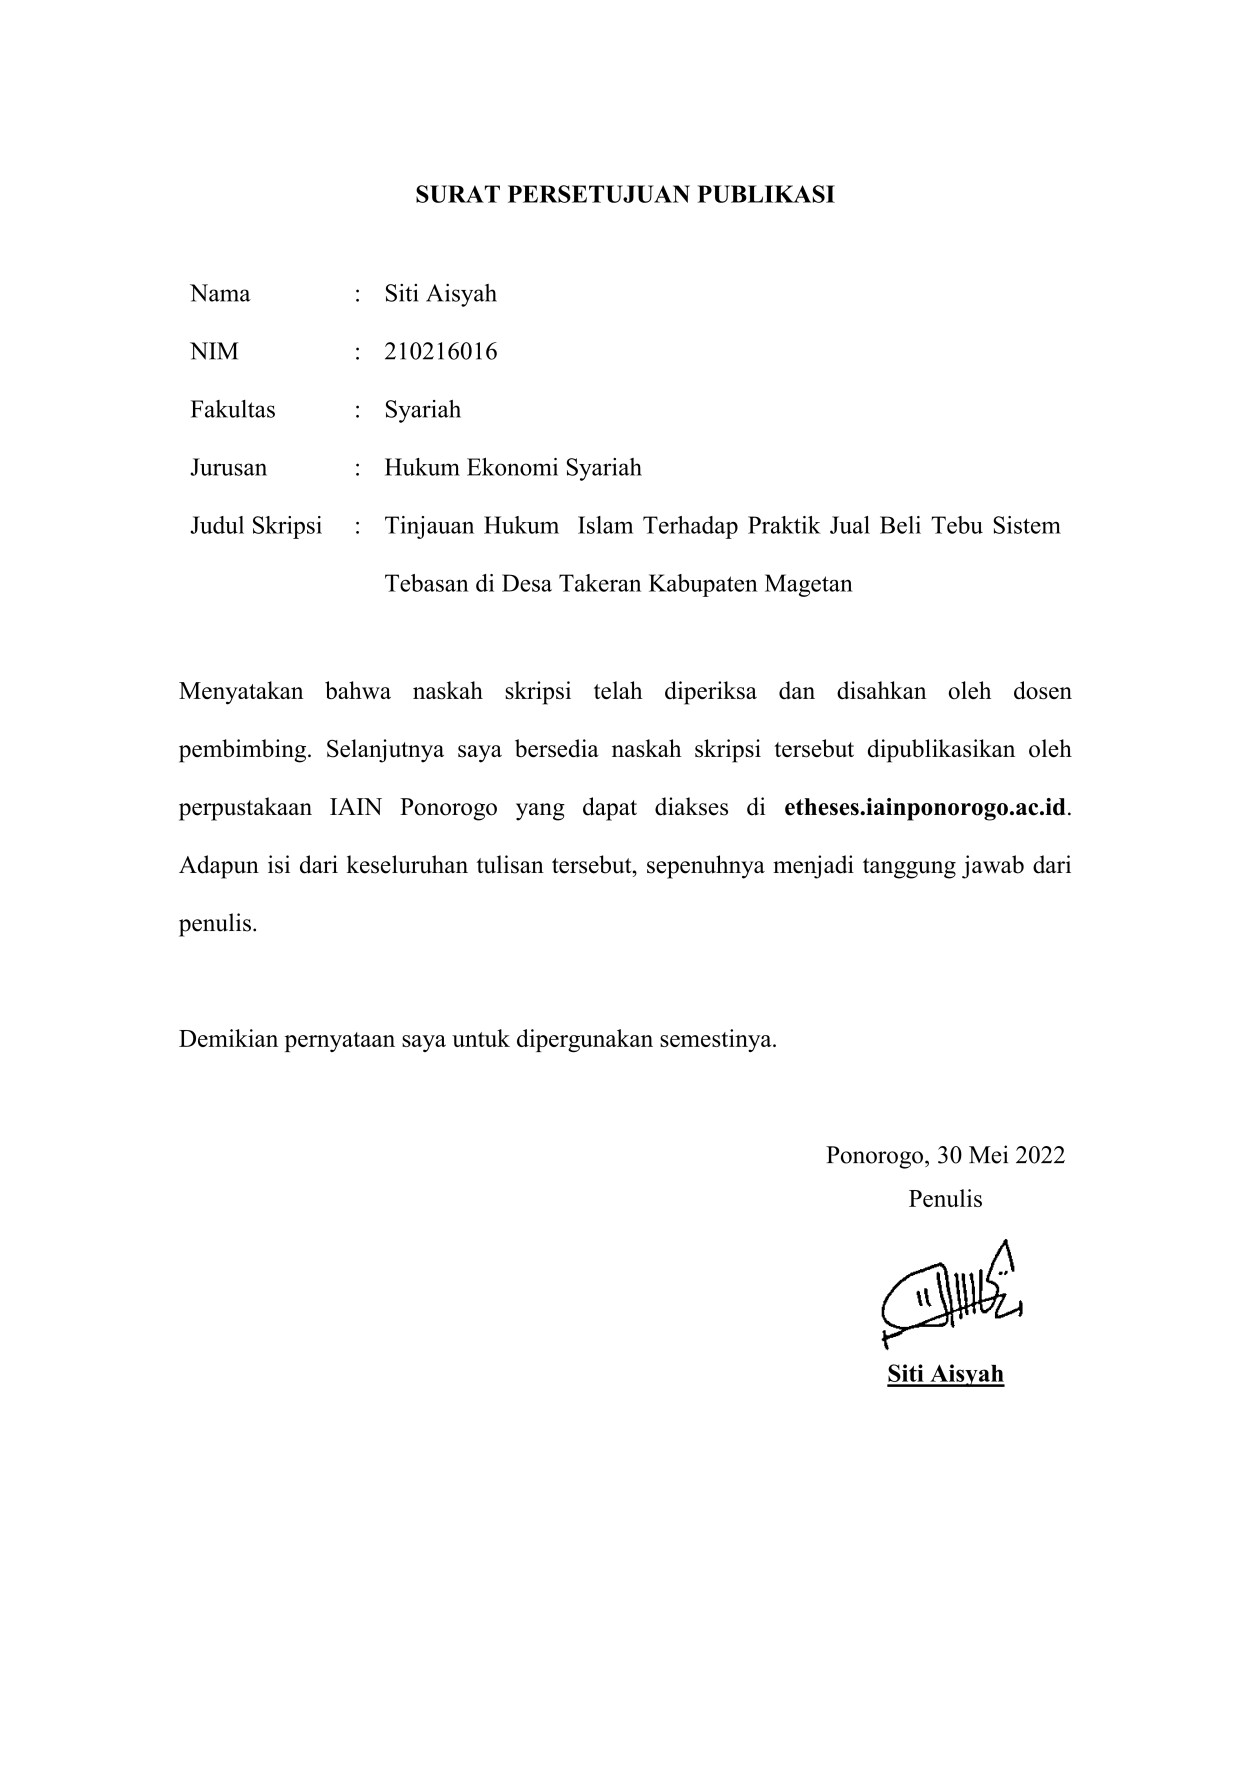 SURAT PERSETUJUAN PUBLIKASI
Nama : Siti Aisyah
NIM : 210216016
Fakultas : Syariah
Jurusan : Hukum Ekonomi Syariah
Judul Skripsi : Tinjauan Hukum Islam Terhadap Praktik Jual Beli Tebu Sistem
Tebasan di Desa Takeran Kabupaten Magetan
Menyatakan bahwa naskah skripsi telah diperiksa dan disahkan oleh dosen
pembimbing. Selanjutnya saya bersedia naskah skripsi tersebut dipublikasikan oleh
perpustakaan IAIN Ponorogo yang dapat diakses di etheses.iainponorogo.ac.id.
Adapun isi dari keseluruhan tulisan tersebut, sepenuhnya menjadi tanggung jawab dari
penulis.
Demikian pernyataan saya untuk dipergunakan semestinya.
Ponorogo, 30 Mei 2022
Penulis
Siti Aisyah